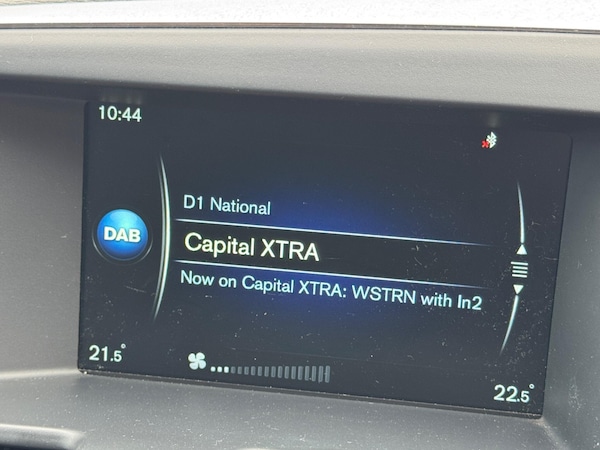 10:44
D1 National
DAB
Capital XTRA
Now on Capital XTRA: WSTRN with In2
21.5°
22.5°